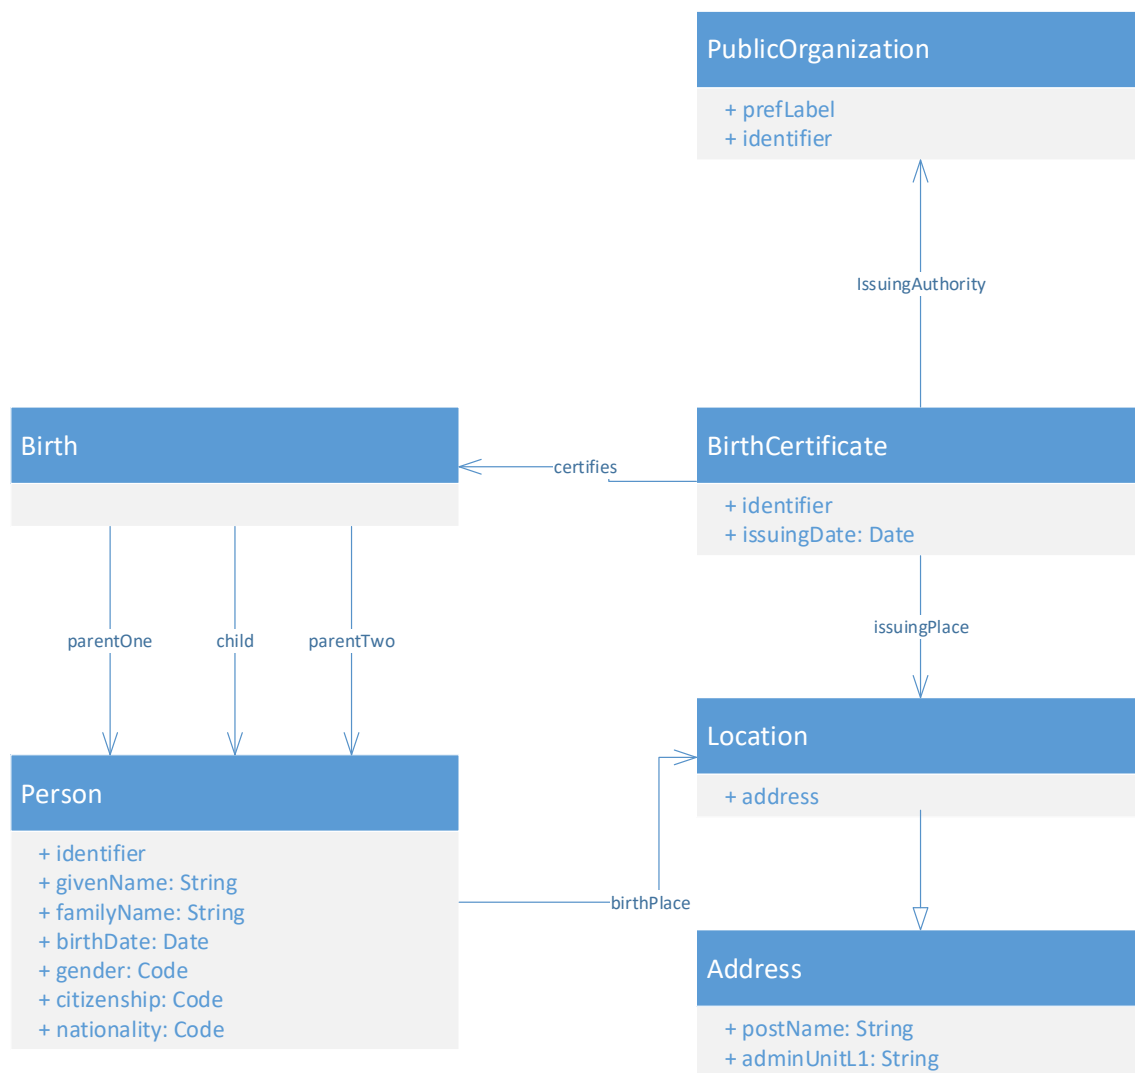 PublicOrganization
+ prefLabel
+ identifier
IssuingAuthority
Birth
certifies
BirthCertificate
+ identifier
+ issuingDate: Date
parentOne
child
parentTwo
issuingPlace
Person
+ identifier
+ givenName: String
+ familyName: String
+ birthDate: Date
+ gender: Code
+ citizenship: Code
+ nationality: Code
birthPlace
Location
+ address
Address
+ postName: String
+ adminUnitL1: String